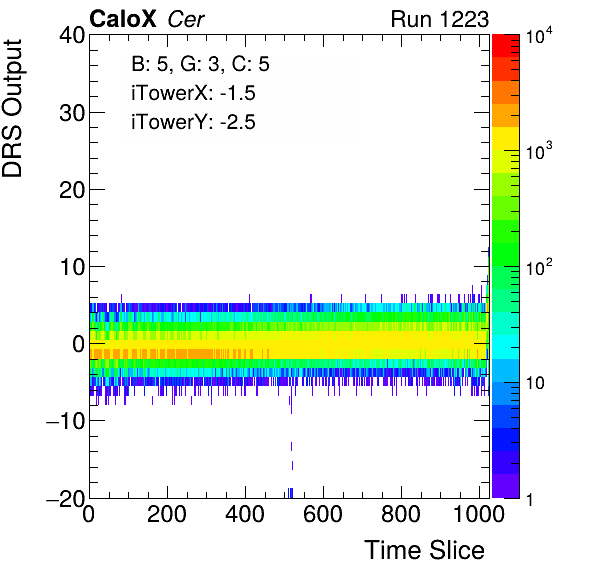 CaloX Cer Run 1223
DRS Output
B: 5, G: 3, C: 5
iTowerX: -1.5
iTowerY: -2.5
40
30
20
10
0
−10
−20
0 200 400 600 800 1000
Time Slice
10^4
10^3
10^2
10
1